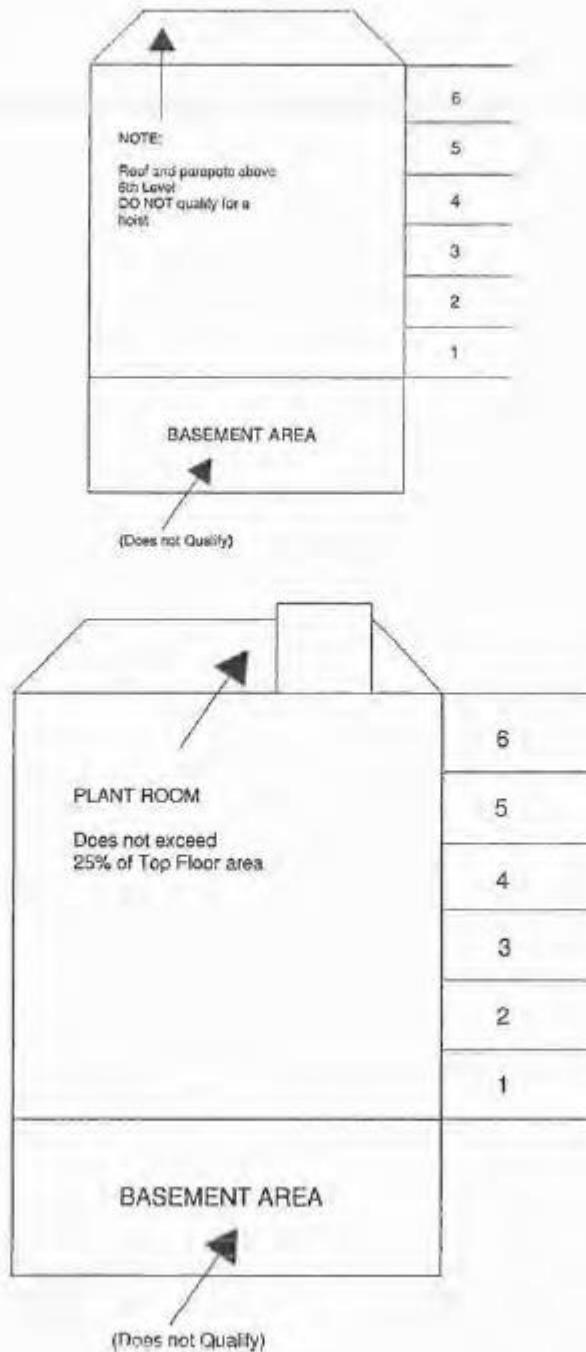 6
5
4
3
2
1
NOTE:
Roof and parapets above
6th Level
DO NOT qualify for a
hoist
BASEMENT AREA
(Does not Qualify)
6
5
4
3
2
1
PLANT ROOM
Does not exceed
25% of Top Floor area
BASEMENT AREA
(Does not Qualify)